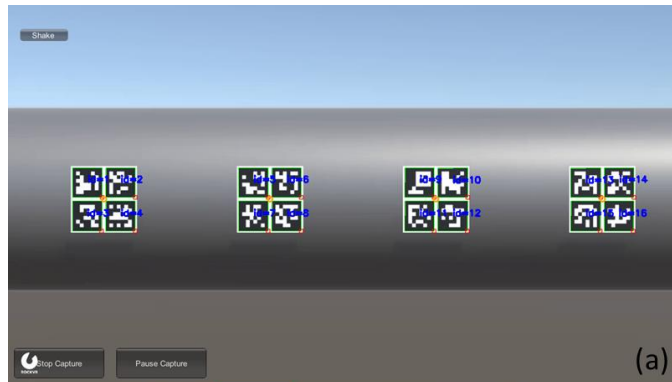 Shake
id=1 id=2 id=5 id=6 id=9 id=10 id=13 id=14
id=3 id=4 id=7 id=8 id=11 id=12 id=15 id=16
Stop Capture Pause Capture
(a)